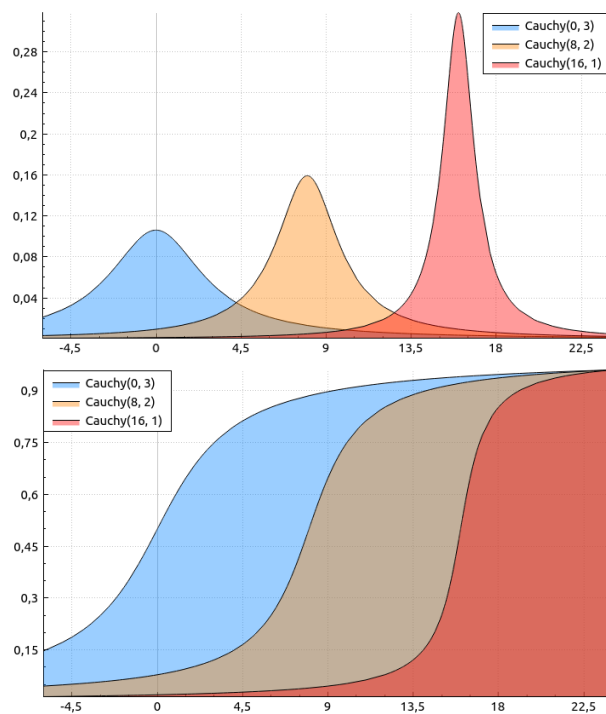 0,28
0,24
0,2
0,16
0,12
0,08
0,04
Cauchy(0, 3)
Cauchy(8, 2)
Cauchy(16, 1)
-4,5 0 4,5 9 13,5 18 22,5
Cauchy(0, 3)
Cauchy(8, 2)
Cauchy(16, 1)
0,9
0,75
0,6
0,45
0,3
0,15
-4,5 0 4,5 9 13,5 18 22,5